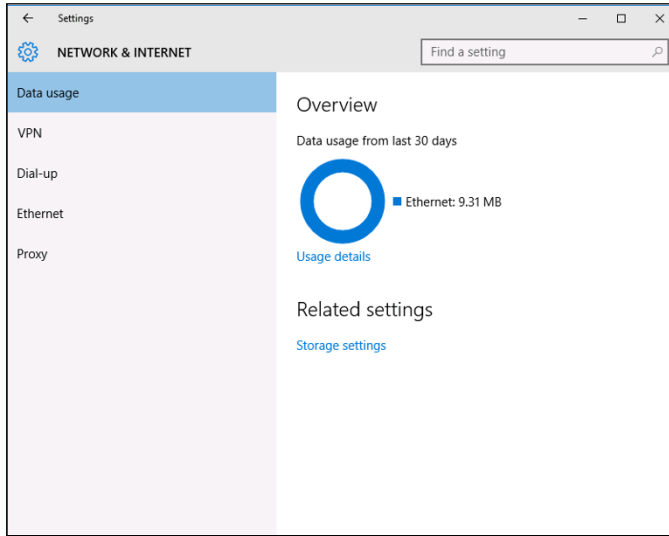 Settings
NETWORK & INTERNET
Find a setting
Data usage
VPN
Dial-up
Ethernet
Proxy
Overview
Data usage from last 30 days
Ethernet: 9.31 MB
Usage details
Related settings
Storage settings